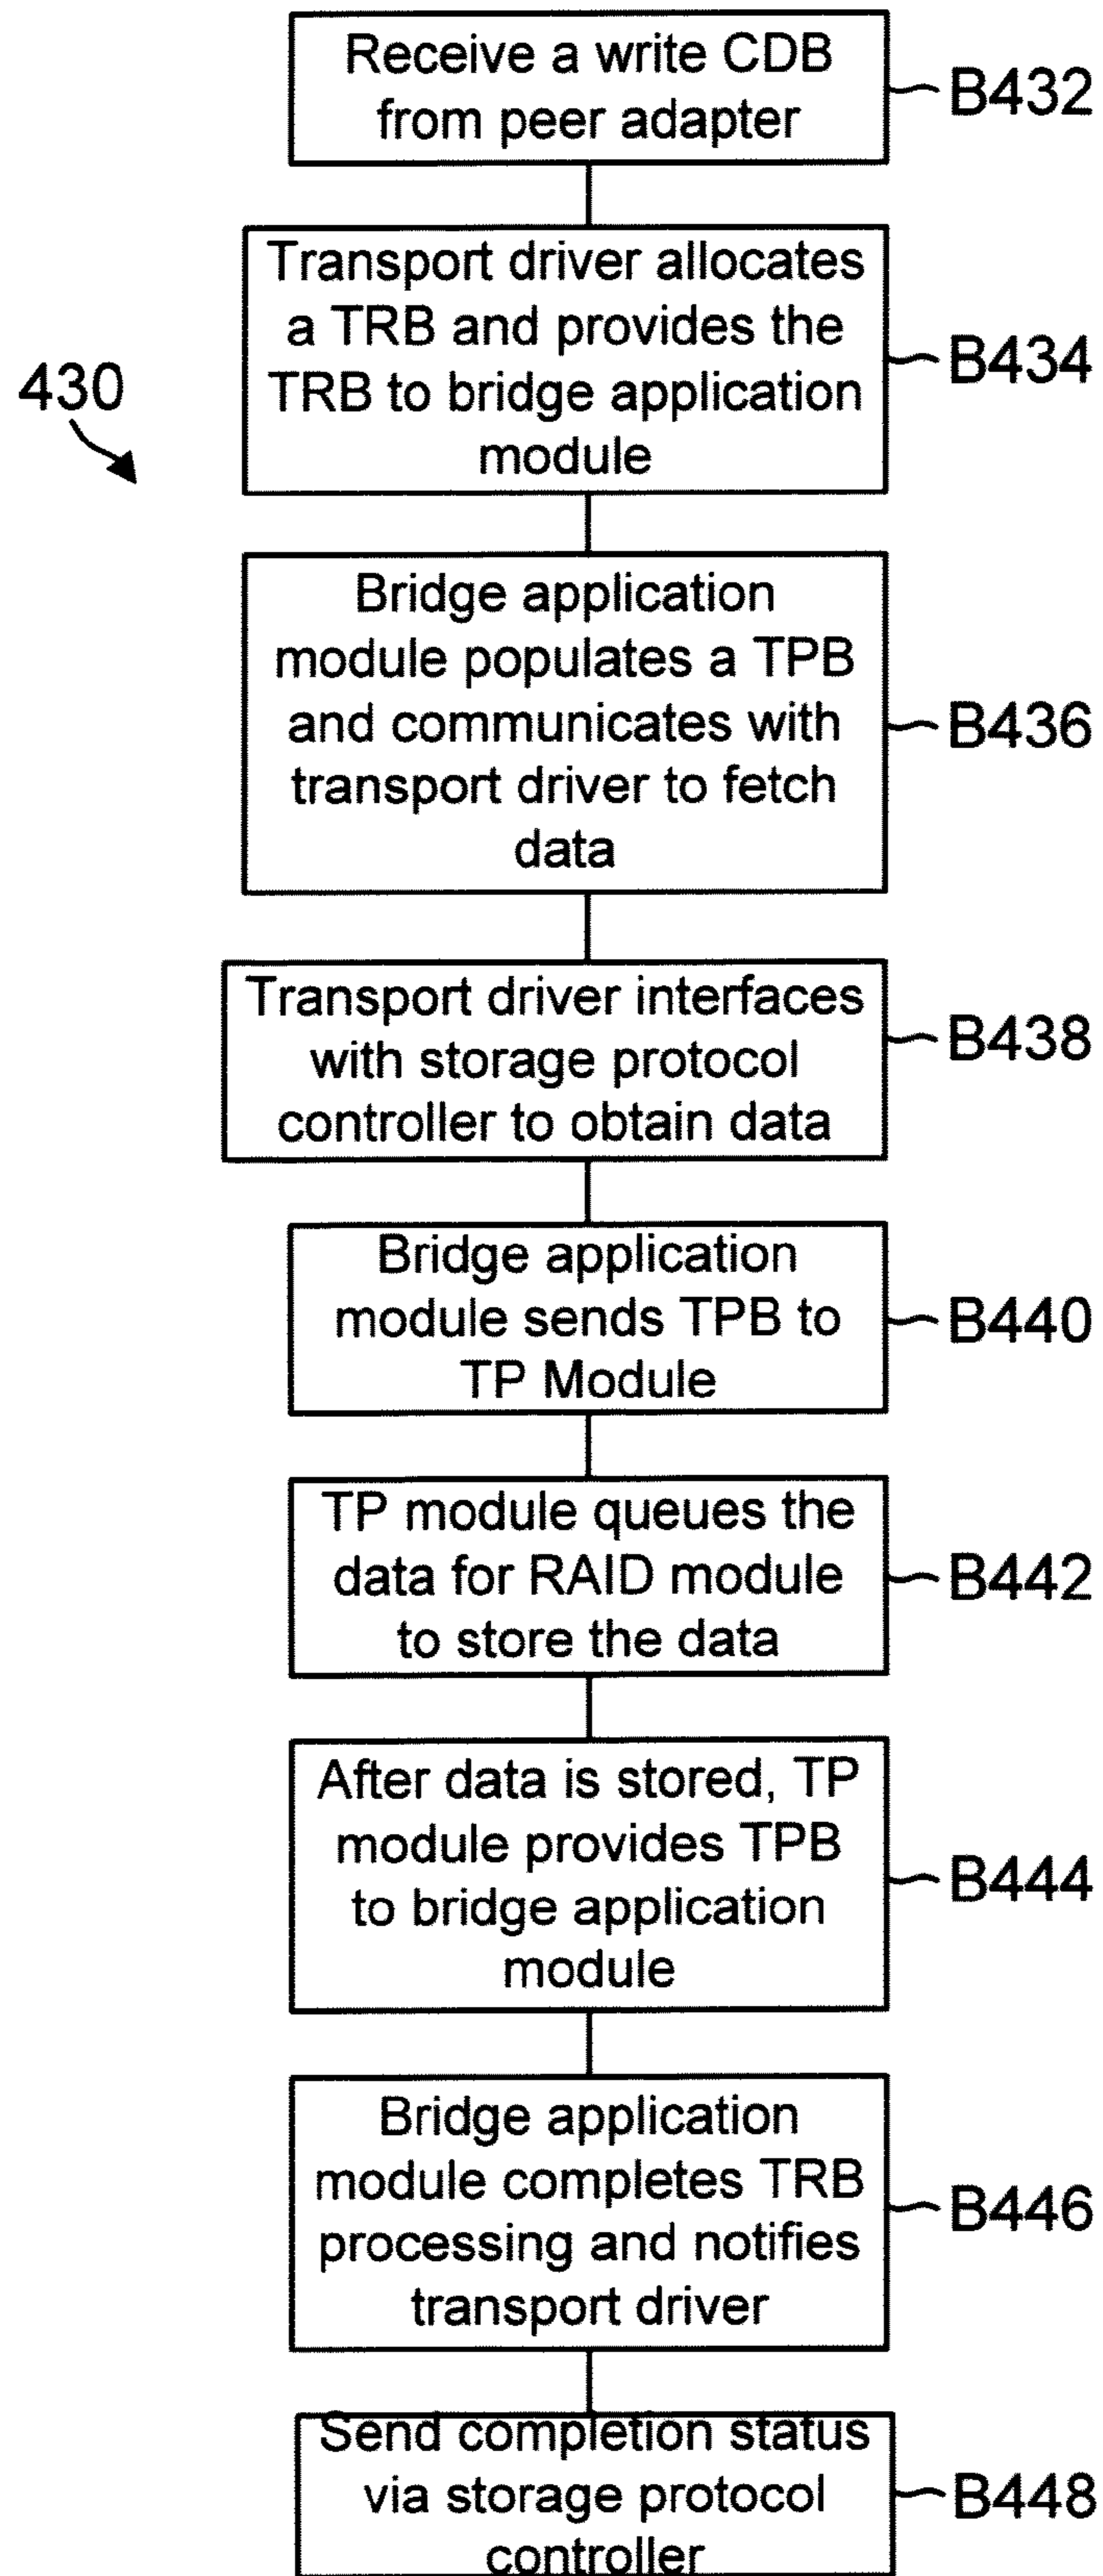 Receive a write CDB
from peer adapter
B432
Transport driver allocates
a TRB and provides the
TRB to bridge application
module
B434
430
Bridge application
module populates a TPB
and communicates with
transport driver to fetch
data
B436
Transport driver interfaces
with storage protocol
controller to obtain data
B438
Bridge application
module sends TPB to
TP Module
B440
TP module queues the
data for RAID module
to store the data
B442
After data is stored, TP
module provides TPB
to bridge application
module
B444
Bridge application
module completes TRB
processing and notifies
transport driver
B446
Send completion status
via storage protocol
controller
B448